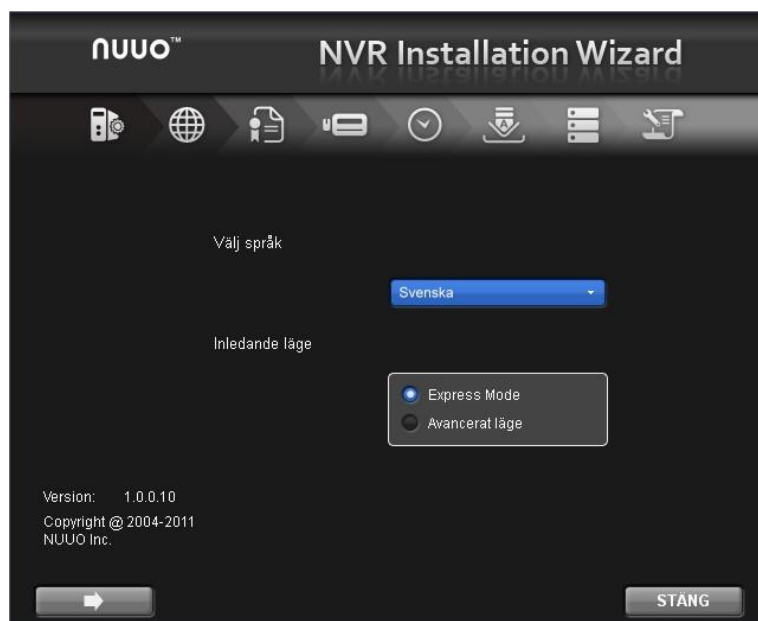 nuuo™
NVR Installation Wizard
Välj språk
Svenska
Inledande läge
Express Mode
Avancerat läge
Version: 1.0.0.10
Copyright @ 2004-2011
NUUO Inc.
STÄNG